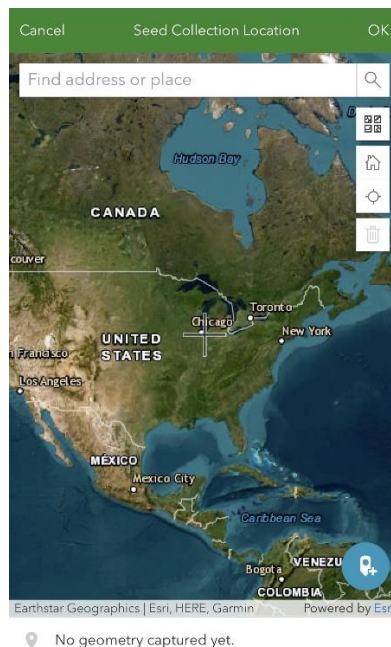 Cancel Seed Collection Location OK
Find address or place
Hudson Bay
CANADA
couver
Toronto
Chicago
New York
UNITED
STATES
n Francisco
Los Angeles
MÉXICO
Mexico City
Caribbean Sea
VENEZU
Bogota
COLOMBIA
Earthstar Geographics | Esri, HERE, Garmin Powered by Esr
No geometry captured yet.